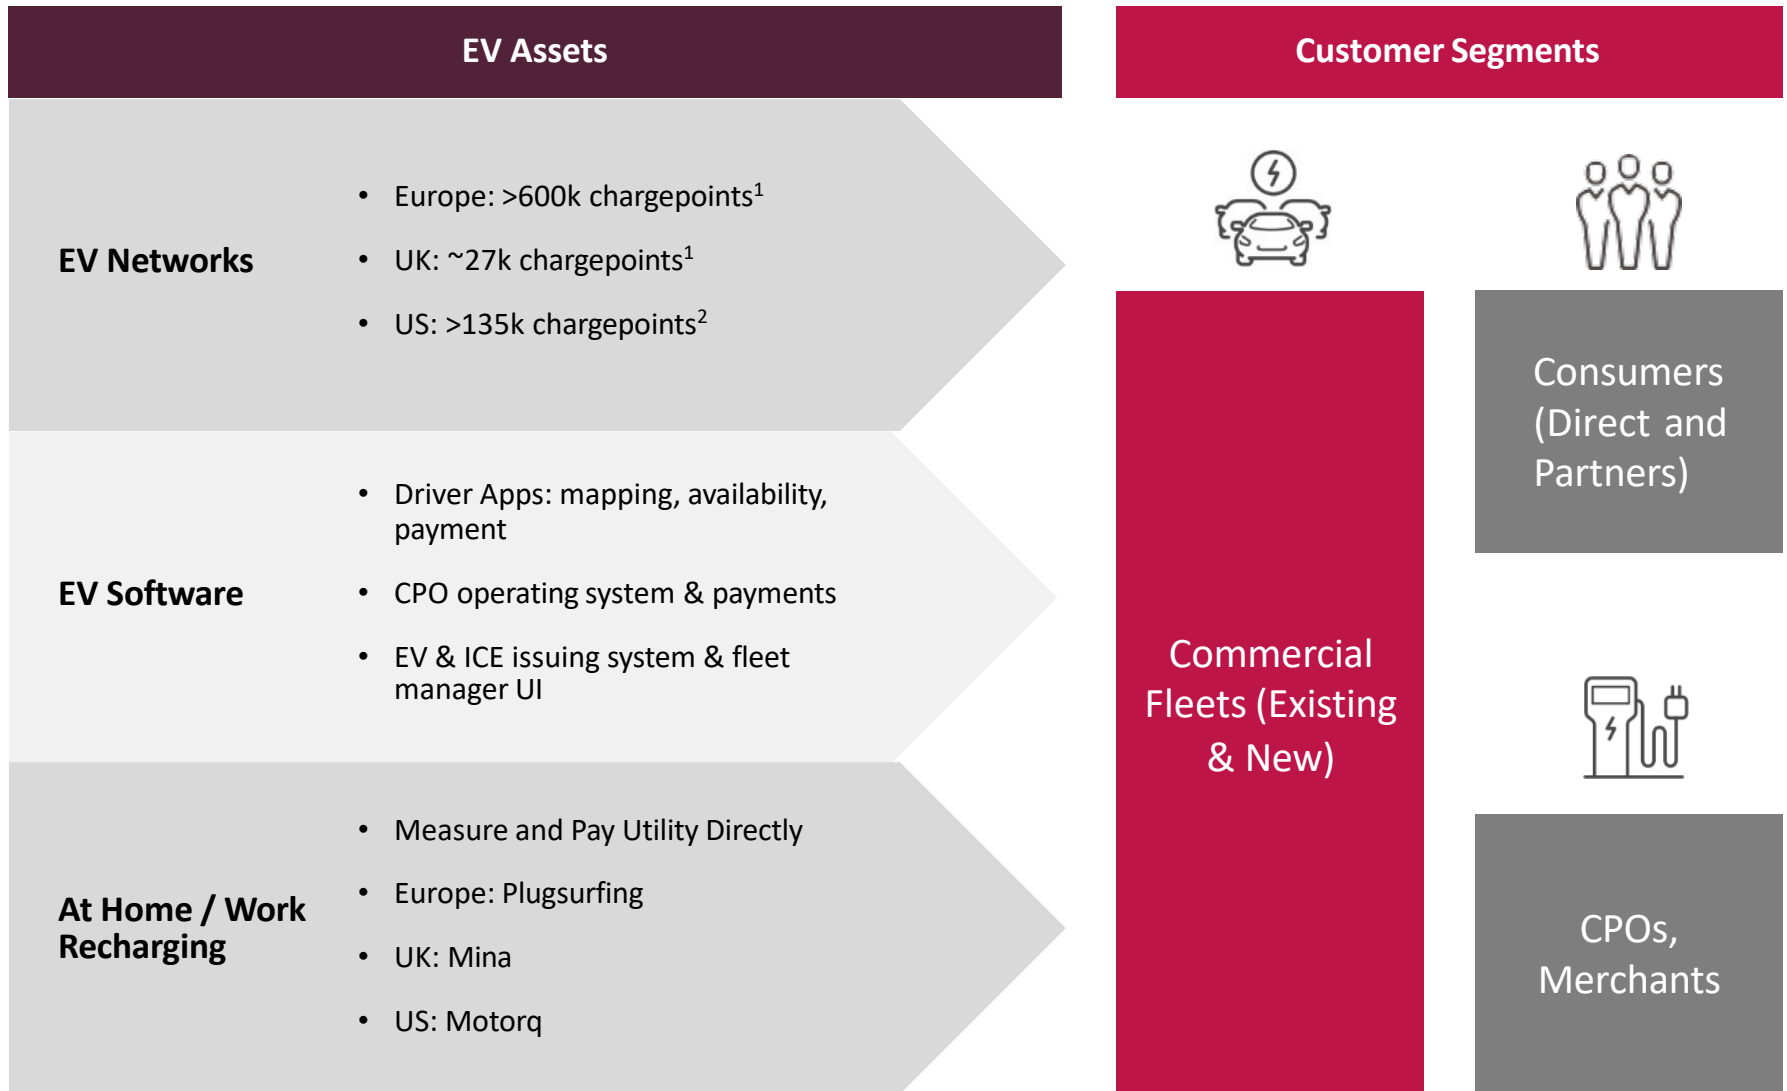 EV Assets
Customer Segments
EV Networks
• Europe: >600k chargepoints¹
• UK: ~27k chargepoints¹
• US: >135k chargepoints²
EV Software
• Driver Apps: mapping, availability,
payment
• CPO operating system & payments
• EV & ICE issuing system & fleet
manager UI
At Home / Work
Recharging
• Measure and Pay Utility Directly
• Europe: Plugsurfing
• UK: Mina
• US: Motorq
Commercial
Fleets (Existing
& New)
Consumers
(Direct and
Partners)
CPOs,
Merchants